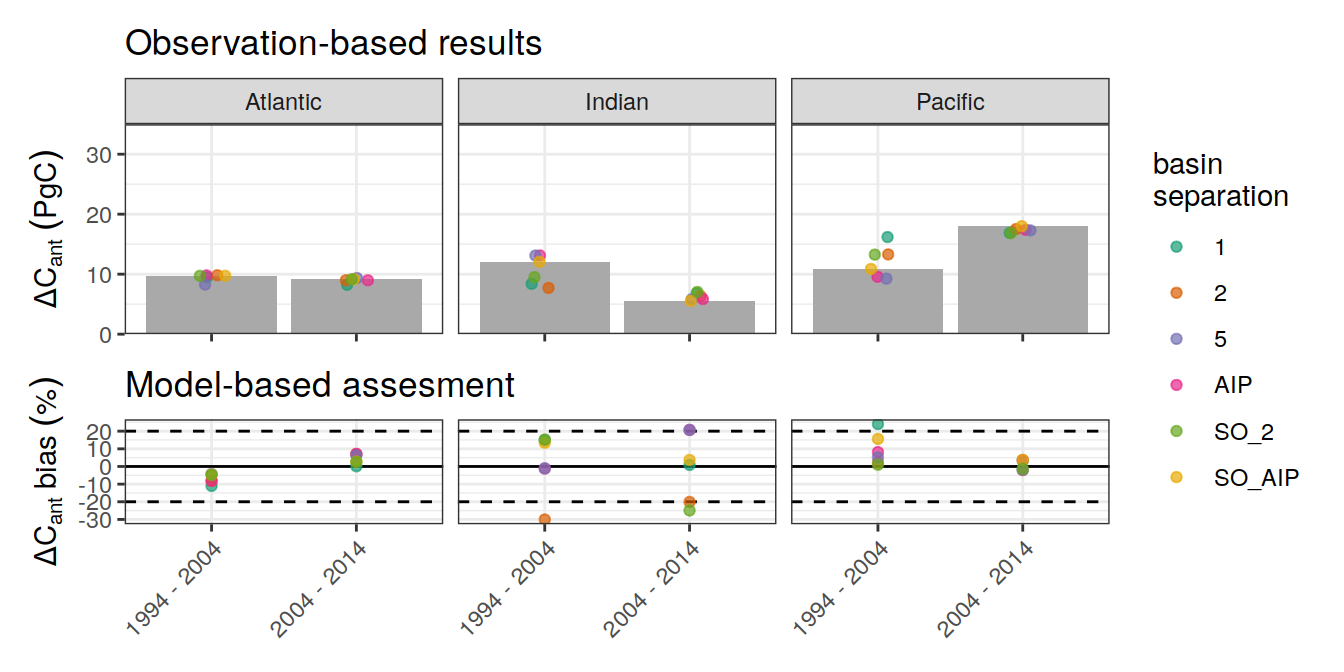 Observation-based results
Atlantic
Indian
Pacific
ΔCant (PgC)
30
20
10
0
Model-based assesment
ΔCant bias (%)
20
10
0
-10
-20
-30
1994 - 2004
2004 - 2014
1994 - 2004
2004 - 2014
1994 - 2004
2004 - 2014
basin
separation
1
2
5
AIP
SO_2
SO_AIP